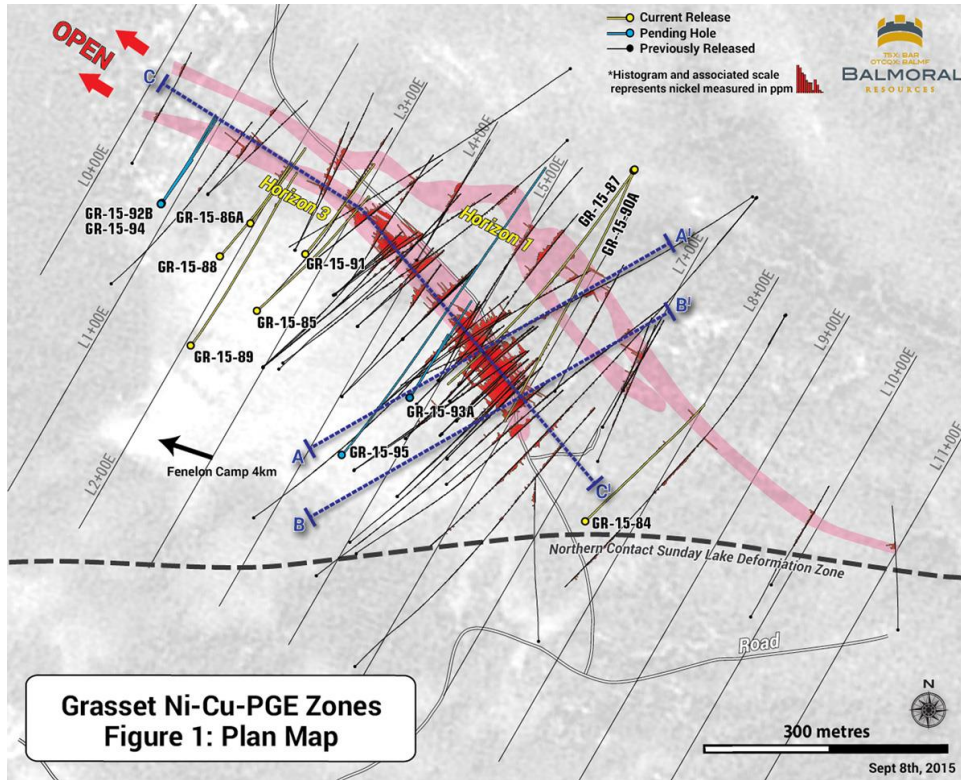 Current Release
Pending Hole
Previously Released
*Histogram and associated scale
represents nickel measured in ppm
TSX: BAR
OTCQX: BALMF
BALMORAL
RESOURCES
OPEN
C
L0+00E
L1+00E
L2+00E
L3+00E
L4+00E
L5+00E
L7+00E
L8+00E
L9+00E
L10+00E
L11+00E
Horizon 3
Horizon 1
GR-15-92B
GR-15-94
GR-15-86A
GR-15-88
GR-15-91
GR-15-85
GR-15-89
GR-15-87
GR-15-90A
A'
B'
GR-15-93A
GR-15-95
A
B
C'
GR-15-84
Fenelon Camp 4km
Northern Contact Sunday Lake Deformation Zone
Road
Grasset Ni-Cu-PGE Zones
Figure 1: Plan Map
N
300 metres
Sept 8th, 2015